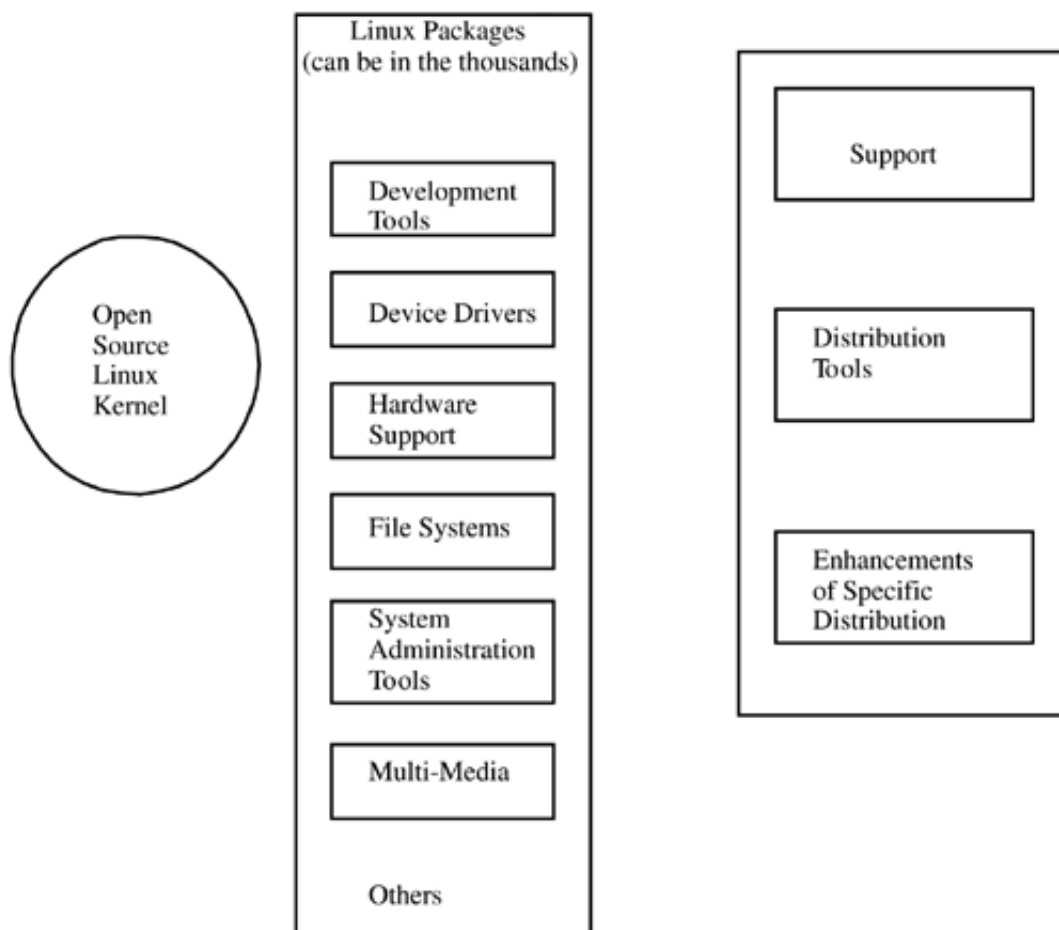 Open
Source
Linux
Kernel
Linux Packages
(can be in the thousands)
Development
Tools
Device Drivers
Hardware
Support
File Systems
System
Administration
Tools
Multi-Media
Others
Support
Distribution
Tools
Enhancements
of Specific
Distribution